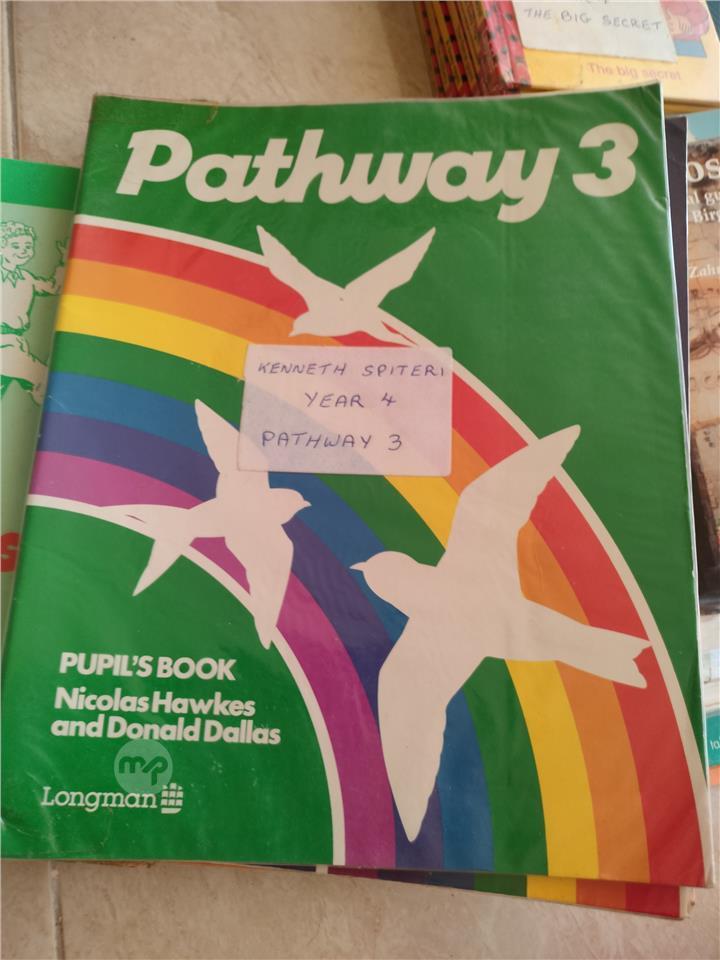 THE BIG SECRET
The big secret
Pathway 3
KENNETH SPITERI
YEAR 4
PATHWAY 3
PUPIL'S BOOK
Nicolas Hawkes
and Donald Dallas
mp
Longman